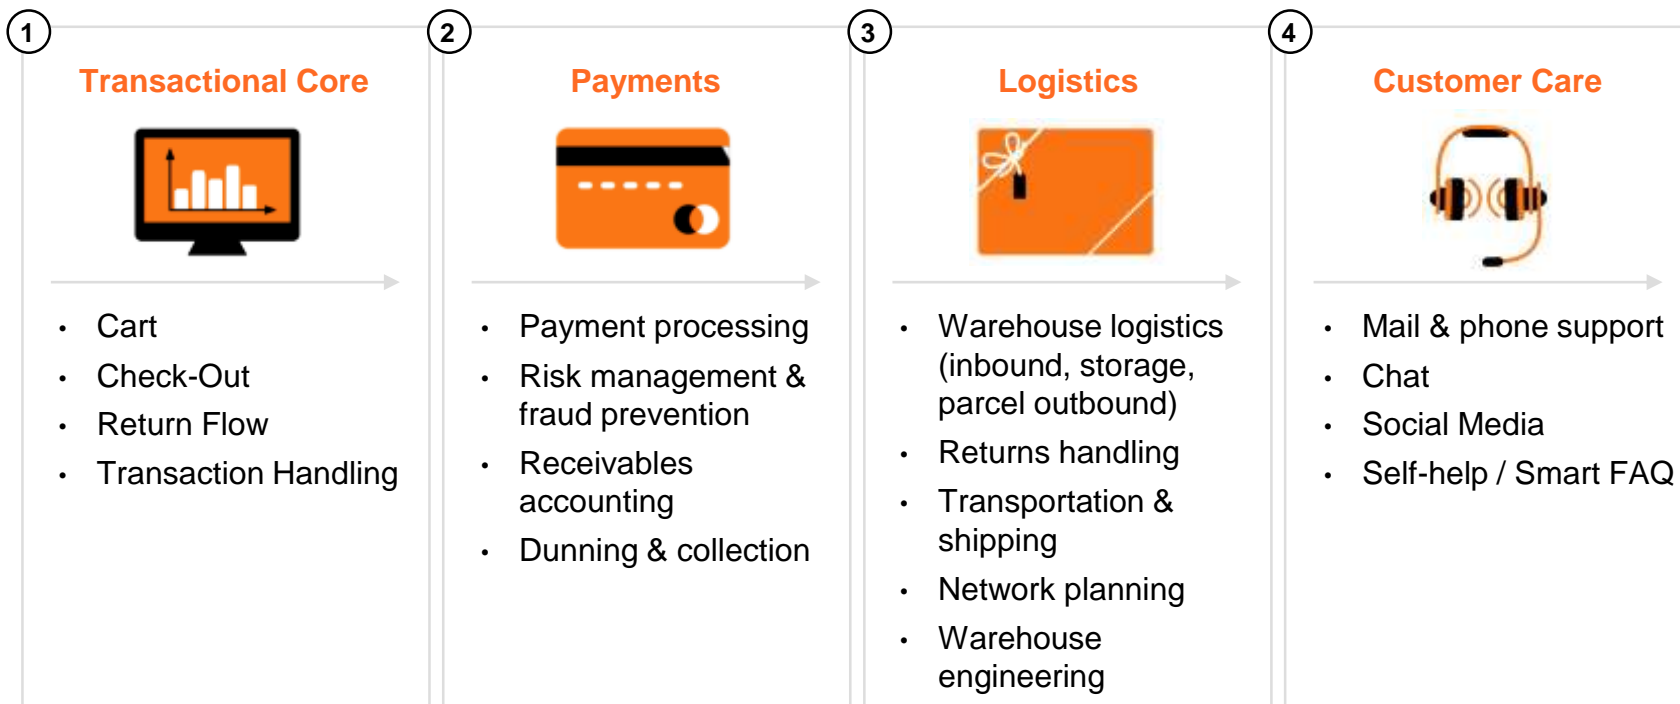 1
Transactional Core
• Cart
• Check-Out
• Return Flow
• Transaction Handling
2
Payments
• Payment processing
• Risk management &
fraud prevention
• Receivables
accounting
• Dunning & collection
3
Logistics
• Warehouse logistics
(inbound, storage,
parcel outbound)
• Returns handling
• Transportation &
shipping
• Network planning
• Warehouse
engineering
4
Customer Care
• Mail & phone support
• Chat
• Social Media
• Self-help / Smart FAQ